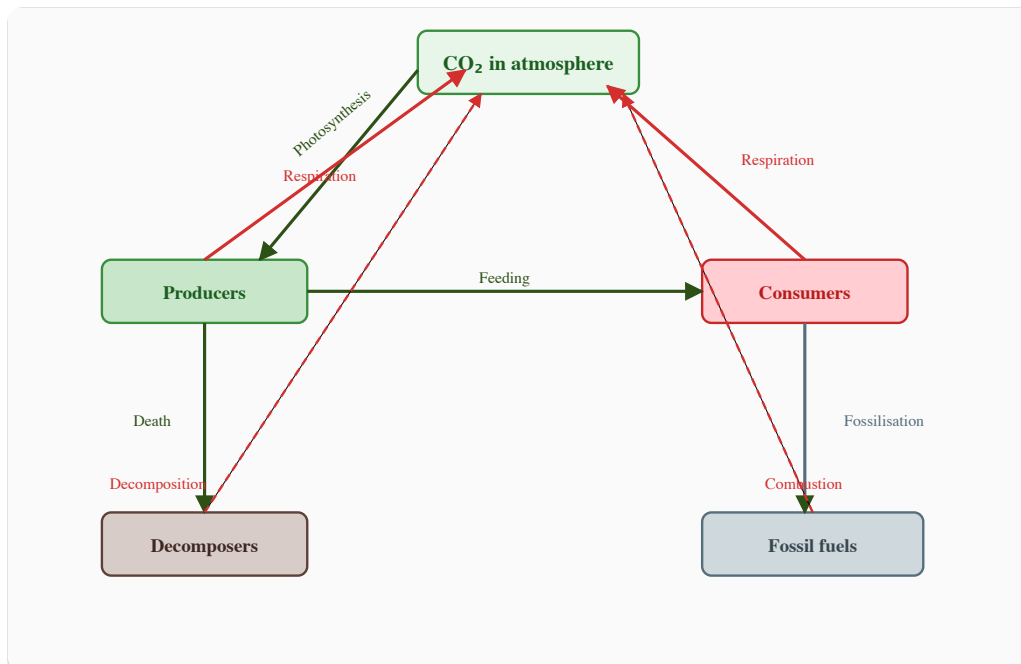 CO₂ in atmosphere
Photosynthesis
Respiration
Respiration
Feeding
Producers
Consumers
Death
Fossilisation
Decomposition
Combustion
Decomposers
Fossil fuels